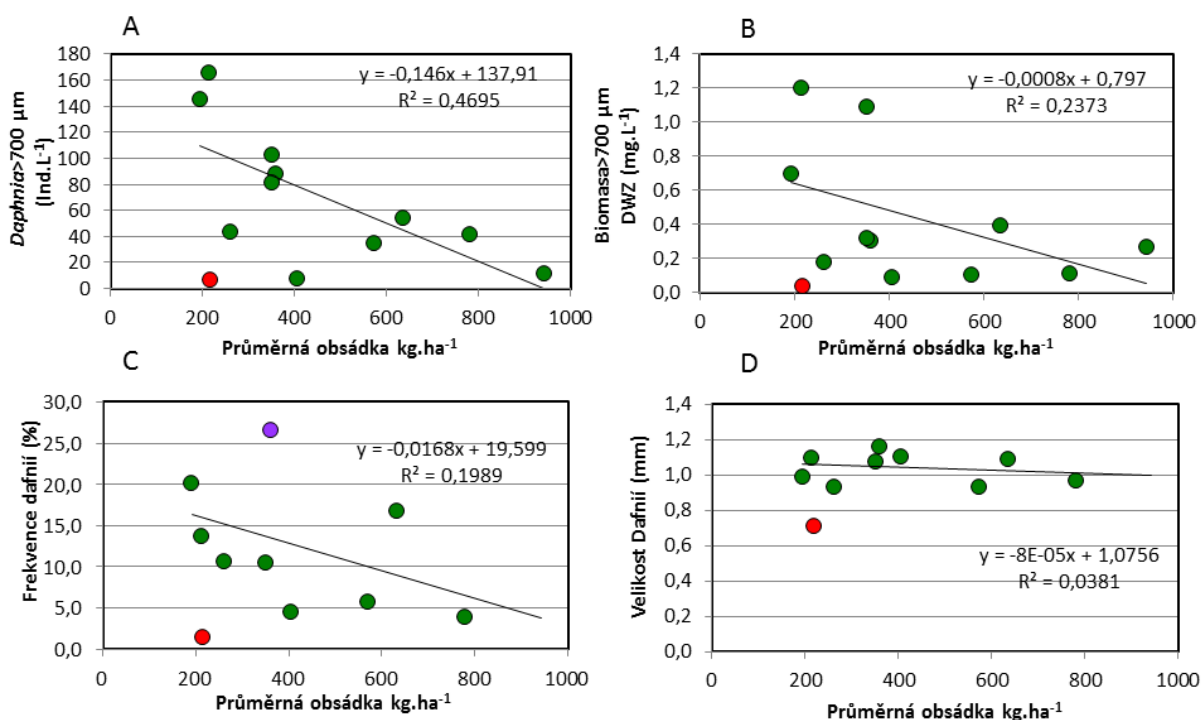 A
Daphnia>700 µm
(Ind.L⁻¹)
180
160
140
120
100
80
60
40
20
0
y = -0,146x + 137,91
R² = 0,4695
0 200 400 600 800 1000
Průměrná obsádka kg.ha⁻¹
B
Biomasa>700 µm
DWZ (mg.L⁻¹)
1,4
1,2
1,0
0,8
0,6
0,4
0,2
0,0
y = -0,0008x + 0,797
R² = 0,2373
0 200 400 600 800 1000
Průměrná obsádka kg.ha⁻¹
C
Frekvence dafnií (%)
30,0
25,0
20,0
15,0
10,0
5,0
0,0
y = -0,0168x + 19,599
R² = 0,1989
0 200 400 600 800 1000
Průměrná obsádka kg.ha⁻¹
D
Velikost Dafnií (mm)
1,4
1,2
1,0
0,8
0,6
0,4
0,2
0,0
y = -8E-05x + 1,0756
R² = 0,0381
0 200 400 600 800 1000
Průměrná obsádka kg.ha⁻¹